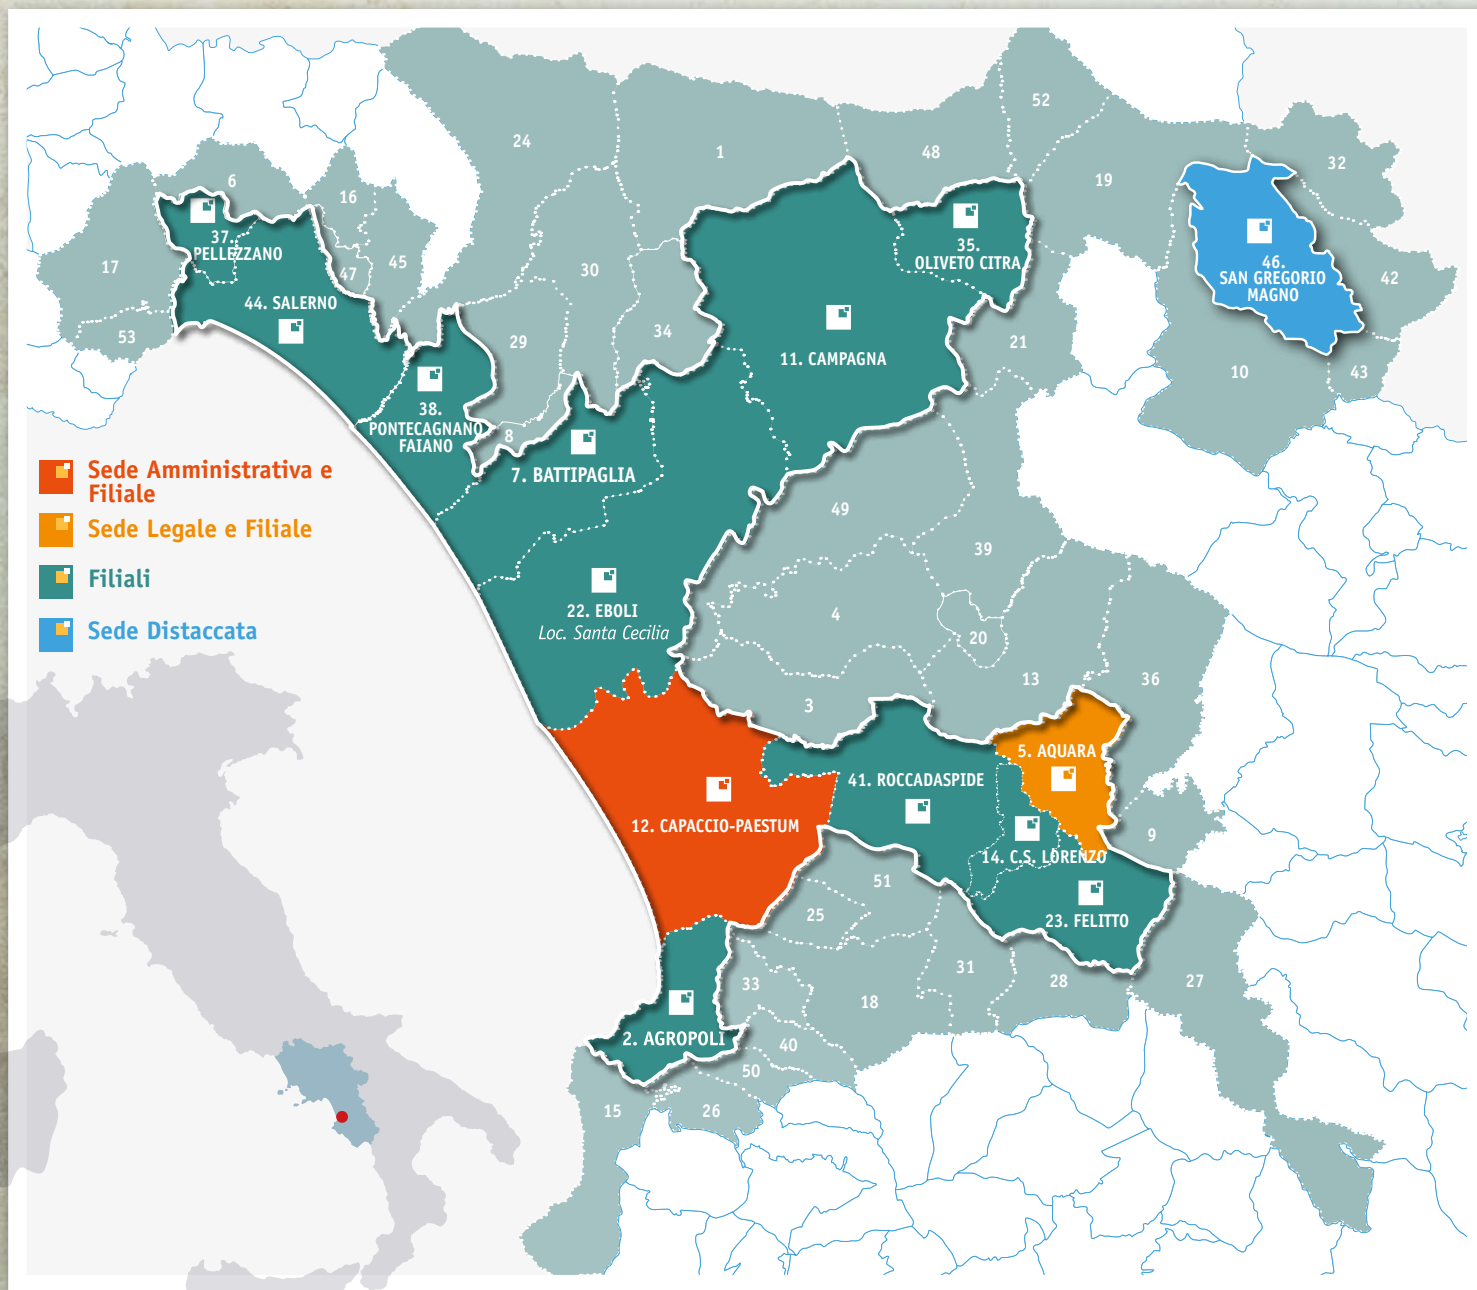 52
24
1
48
32
19
6
16
37.
PELLEZZANO
35.
OLIVETO CITRA
46.
SAN GREGORIO
MAGNO
17
47
45
30
42
44. SALERNO
53
29
34
21
11. CAMPAGNA
10
43
38.
PONTECAGNANO
FAIANO
8
7. BATTIPAGLIA
Sede Amministrativa e
Filiale
Sede Legale e Filiale
Filiali
Sede Distaccata
49
39
22. EBOLI
Loc. Santa Cecilia
4
20
13
36
3
5. AQUARA
41. ROCCADASPIDE
12. CAPACCIO-PAESTUM
9
14. C.S. LORENZO
51
25
23. FELITTO
33
31
28
27
18
2. AGROPOLI
40
50
15
26